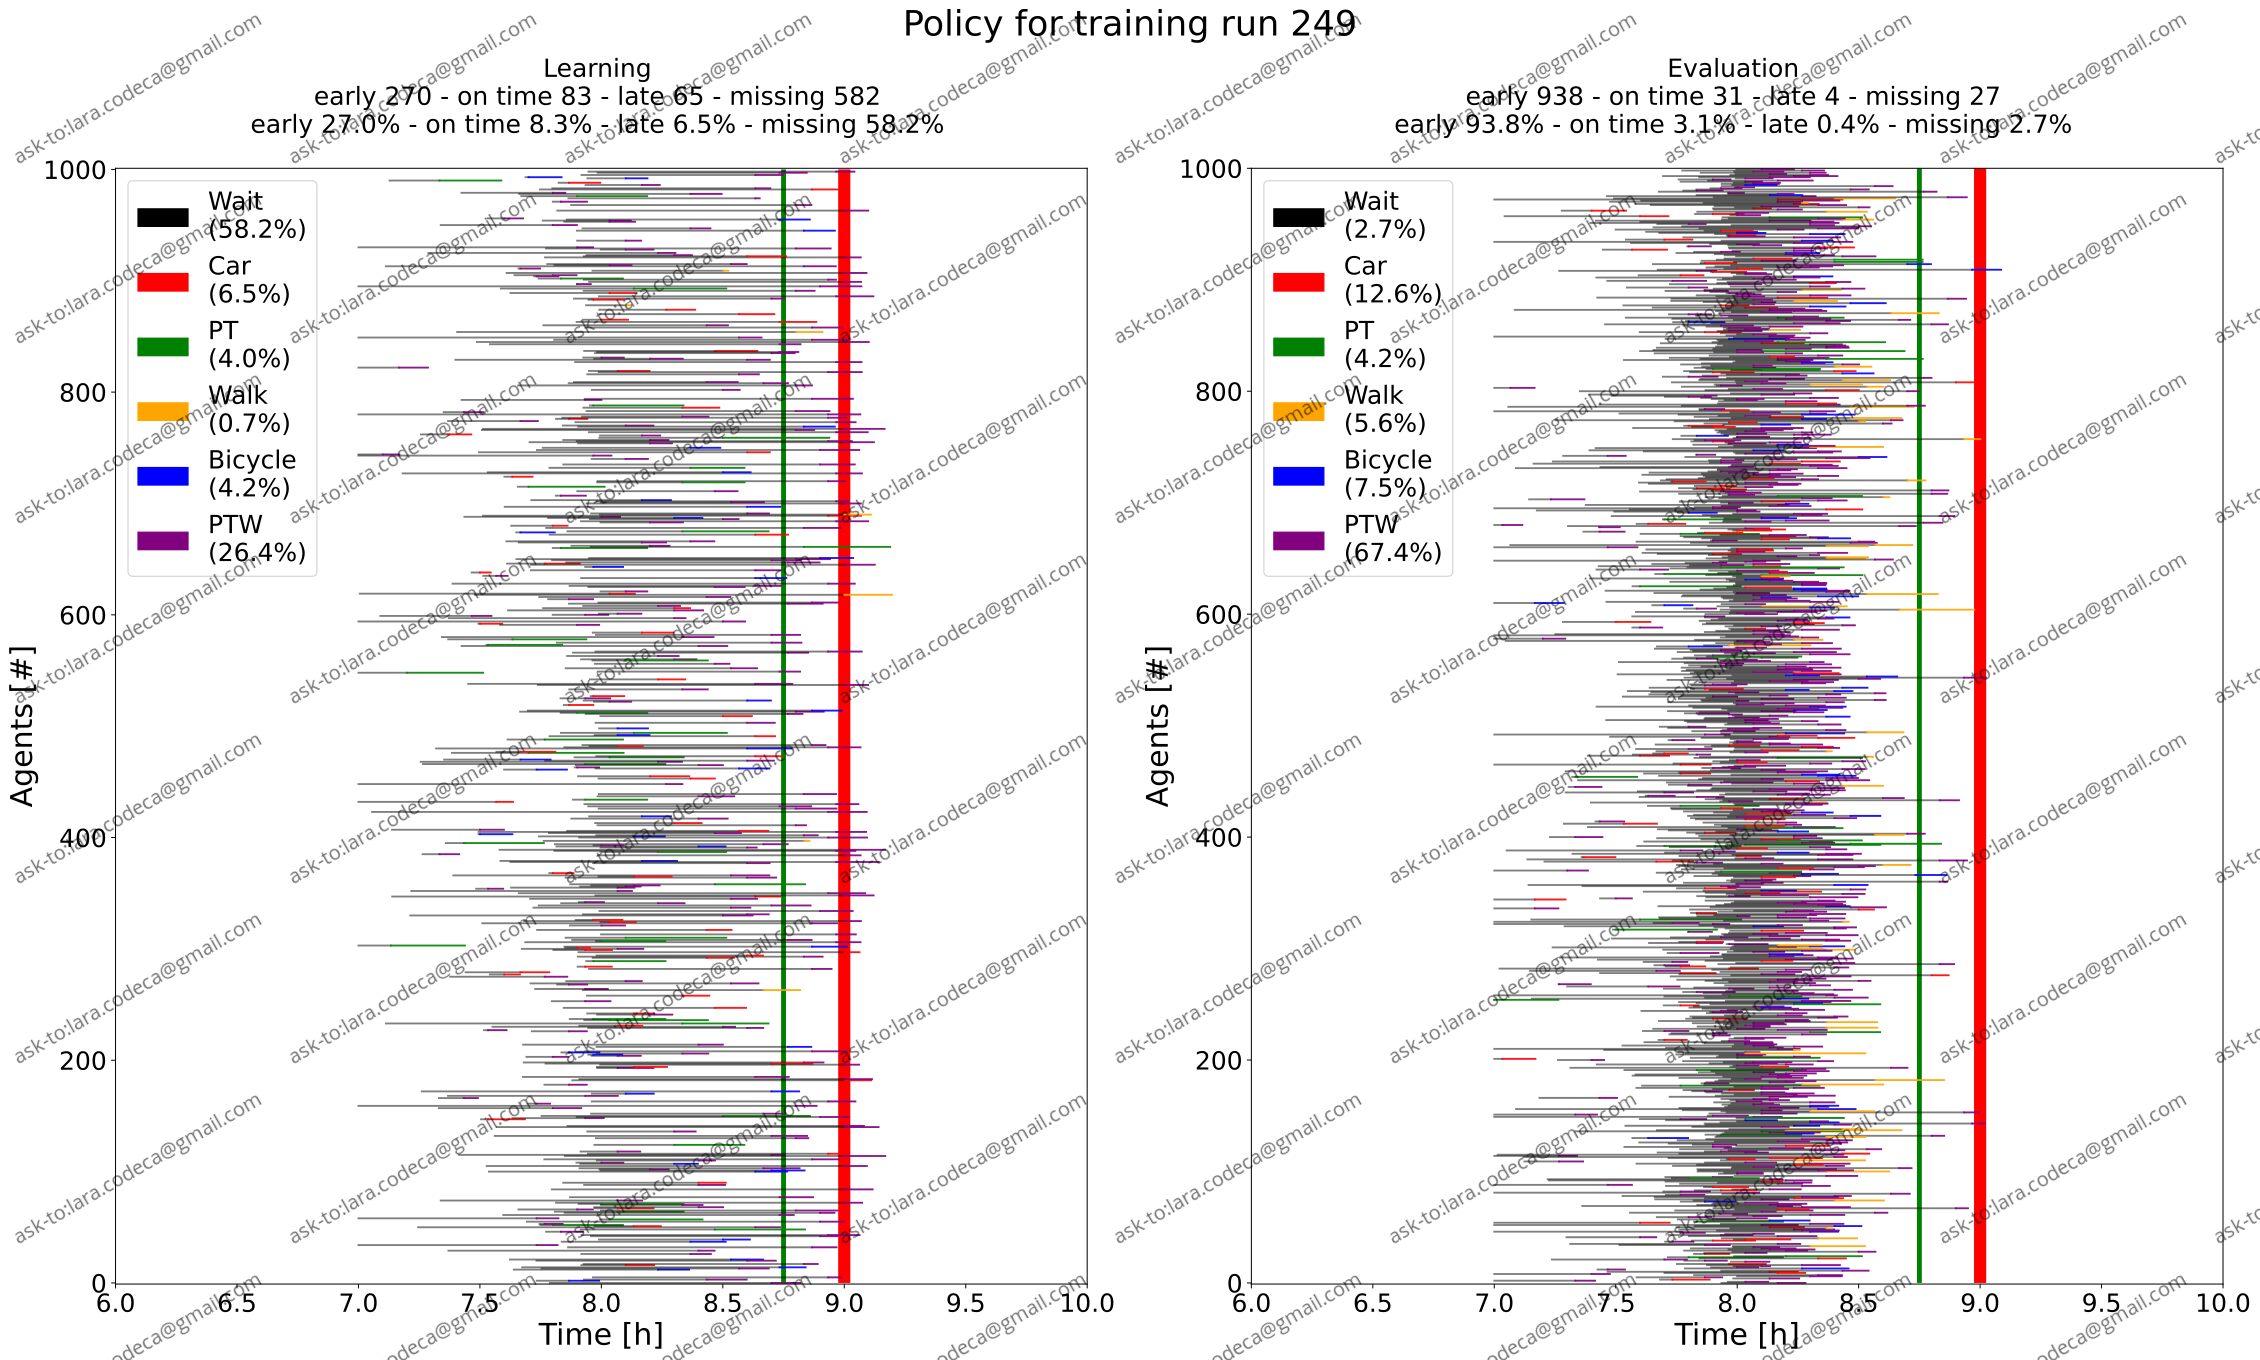 Policy for training run 249
Learning
early 270 - on time 83 - late 65 - missing 582
early 27.0% - on time 8.3% - late 6.5% - missing 58.2%
Agents [#]
1000
800
600
400
200
0
Wait
(58.2%)
Car
(6.5%)
PT
(4.0%)
Walk
(0.7%)
Bicycle
(4.2%)
PTW
(26.4%)
6.0 6.5 7.0 7.5 8.0 8.5 9.0 9.5 10.0
Time [h]
Evaluation
early 938 - on time 31 - late 4 - missing 27
early 93.8% - on time 3.1% - late 0.4% - missing 2.7%
Agents [#]
1000
800
600
400
200
0
Wait
(2.7%)
Car
(12.6%)
PT
(4.2%)
Walk
(5.6%)
Bicycle
(7.5%)
PTW
(67.4%)
6.0 6.5 7.0 7.5 8.0 8.5 9.0 9.5 10.0
Time [h]
ask-to:lara.codeca@gmail.com